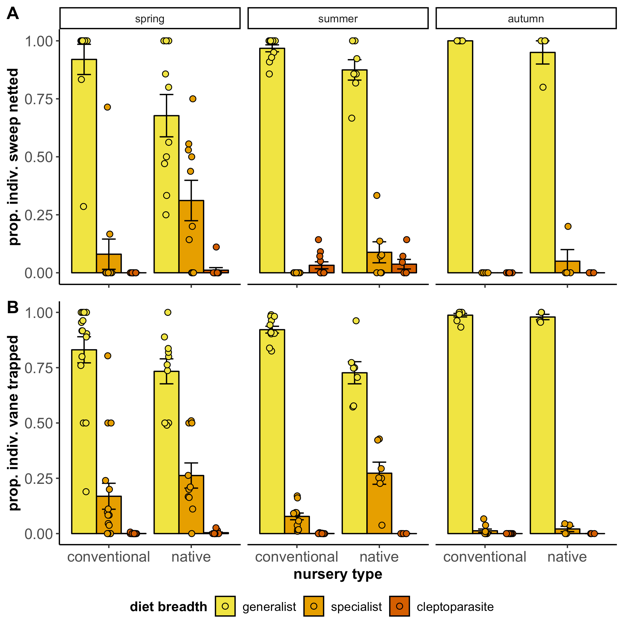 A
spring
summer
autumn
prop. indiv. sweep netted
1.00
0.75
0.50
0.25
0.00
B
prop. indiv. vane trapped
1.00
0.75
0.50
0.25
0.00
conventional native
conventional native
conventional native
nursery type
diet breadth generalist specialist cleptoparasite